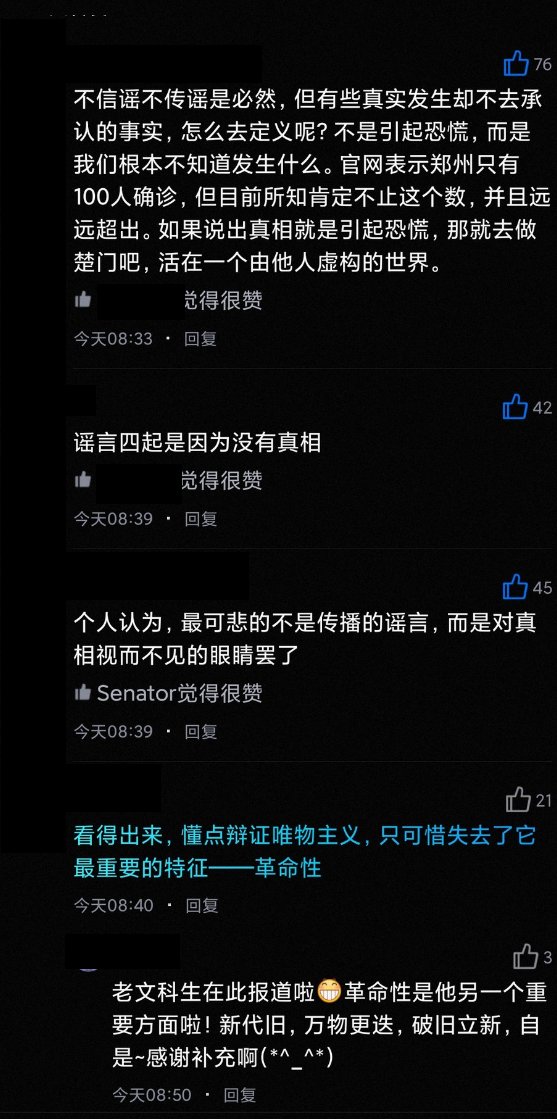 76
不信谣不传谣是必然，但有些真实发生却不去承
认的事实，怎么去定义呢？不是引起恐慌，而是
我们根本不知道发生什么。官网表示郑州只有
100人确诊，但目前所知肯定不止这个数，并且远
远超出。如果说出真相就是引起恐慌，那就去做
楚门吧，活在一个由他人虚构的世界。
觉得很赞
今天08:33 · 回复
42
谣言四起是因为没有真相
觉得很赞
今天08:39 · 回复
45
个人认为，最可悲的不是传播的谣言，而是对真
相视而不见的眼睛罢了
Senator觉得很赞
今天08:39 · 回复
21
看得出来，懂点辩证唯物主义，只可惜失去了它
最重要的特征——革命性
今天08:40 · 回复
3
老文科生在此报道啦😁革命性是他另一个重
要方面啦！新代旧，万物更迭，破旧立新，自
是~感谢补充啊(*^_^*)
今天08:50 · 回复